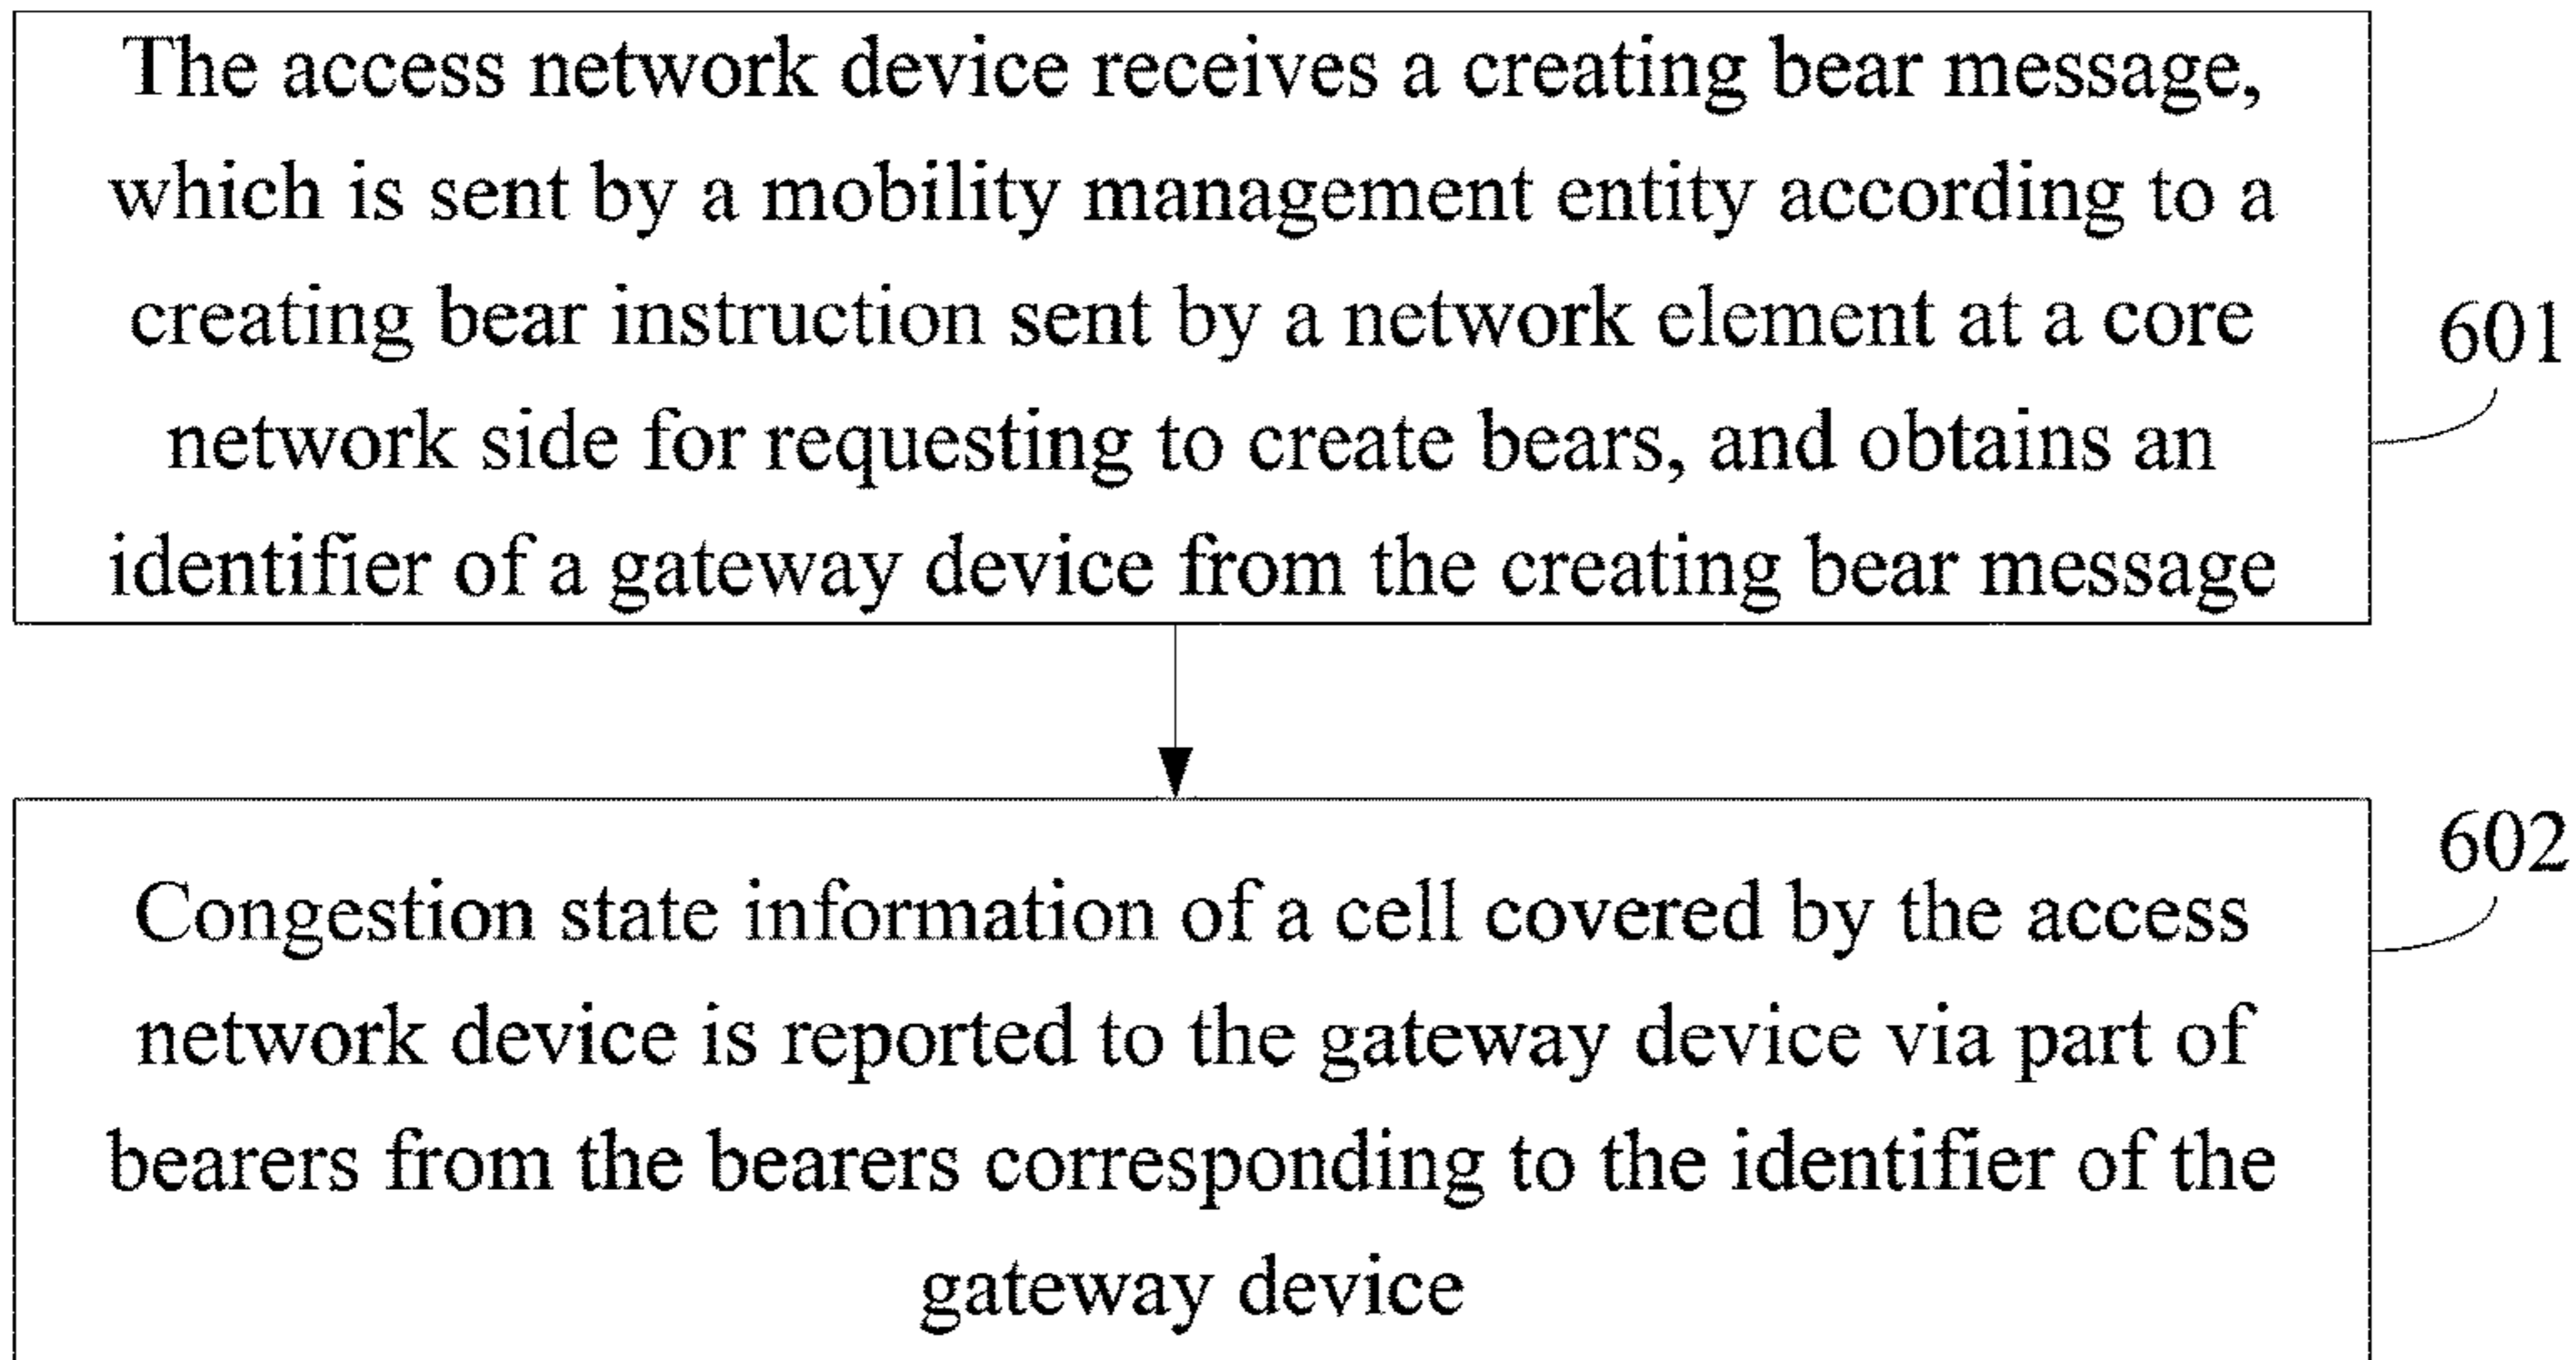 The access network device receives a creating bear message,
which is sent by a mobility management entity according to a
creating bear instruction sent by a network element at a core
network side for requesting to create bears, and obtains an
identifier of a gateway device from the creating bear message
601
Congestion state information of a cell covered by the access
network device is reported to the gateway device via part of
bearers from the bearers corresponding to the identifier of the
gateway device
602